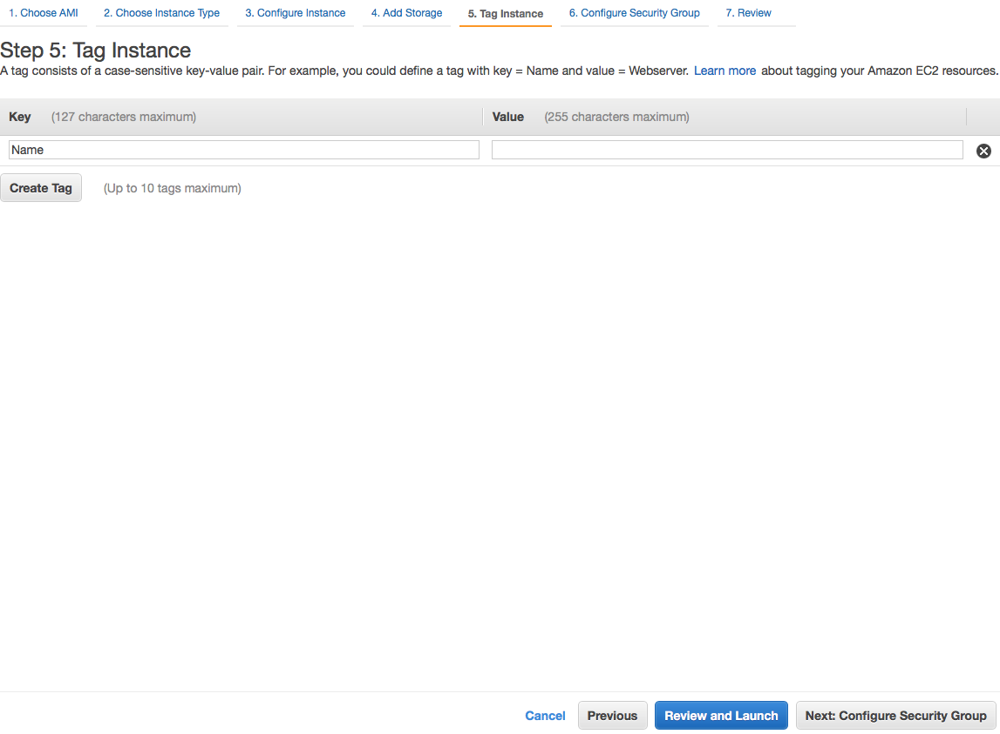 1. Choose AMI 2. Choose Instance Type 3. Configure Instance 4. Add Storage 5. Tag Instance 6. Configure Security Group 7. Review
Step 5: Tag Instance
A tag consists of a case-sensitive key-value pair. For example, you could define a tag with key = Name and value = Webserver. Learn more about tagging your Amazon EC2 resources.
Key (127 characters maximum) Value (255 characters maximum)
Name
Create Tag (Up to 10 tags maximum)
Cancel Previous Review and Launch Next: Configure Security Group